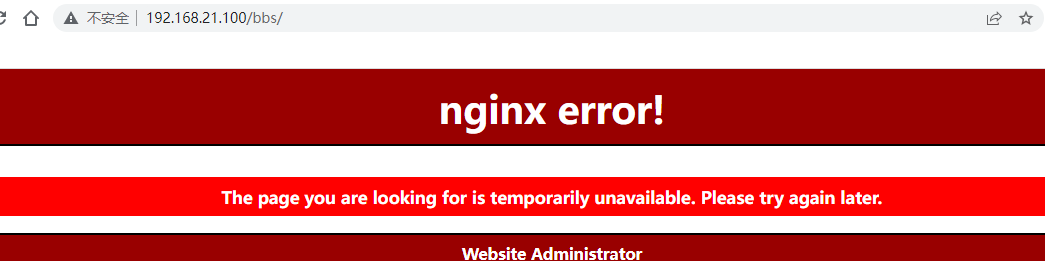 不安全 192.168.21.100/bbs/
nginx error!
The page you are looking for is temporarily unavailable. Please try again later.
Website Administrator